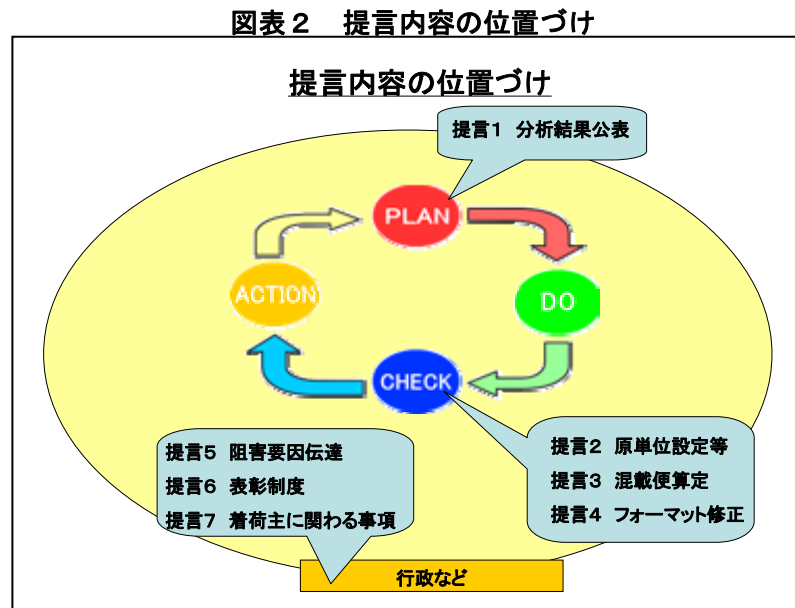 図表２　提言内容の位置づけ
提言内容の位置づけ
提言１ 分析結果公表
PLAN
ACTION
DO
CHECK
提言５ 阻害要因伝達
提言６ 表彰制度
提言７ 着荷主に関わる事項
提言２ 原単位設定等
提言３ 混載便算定
提言４ フォーマット修正
行政など